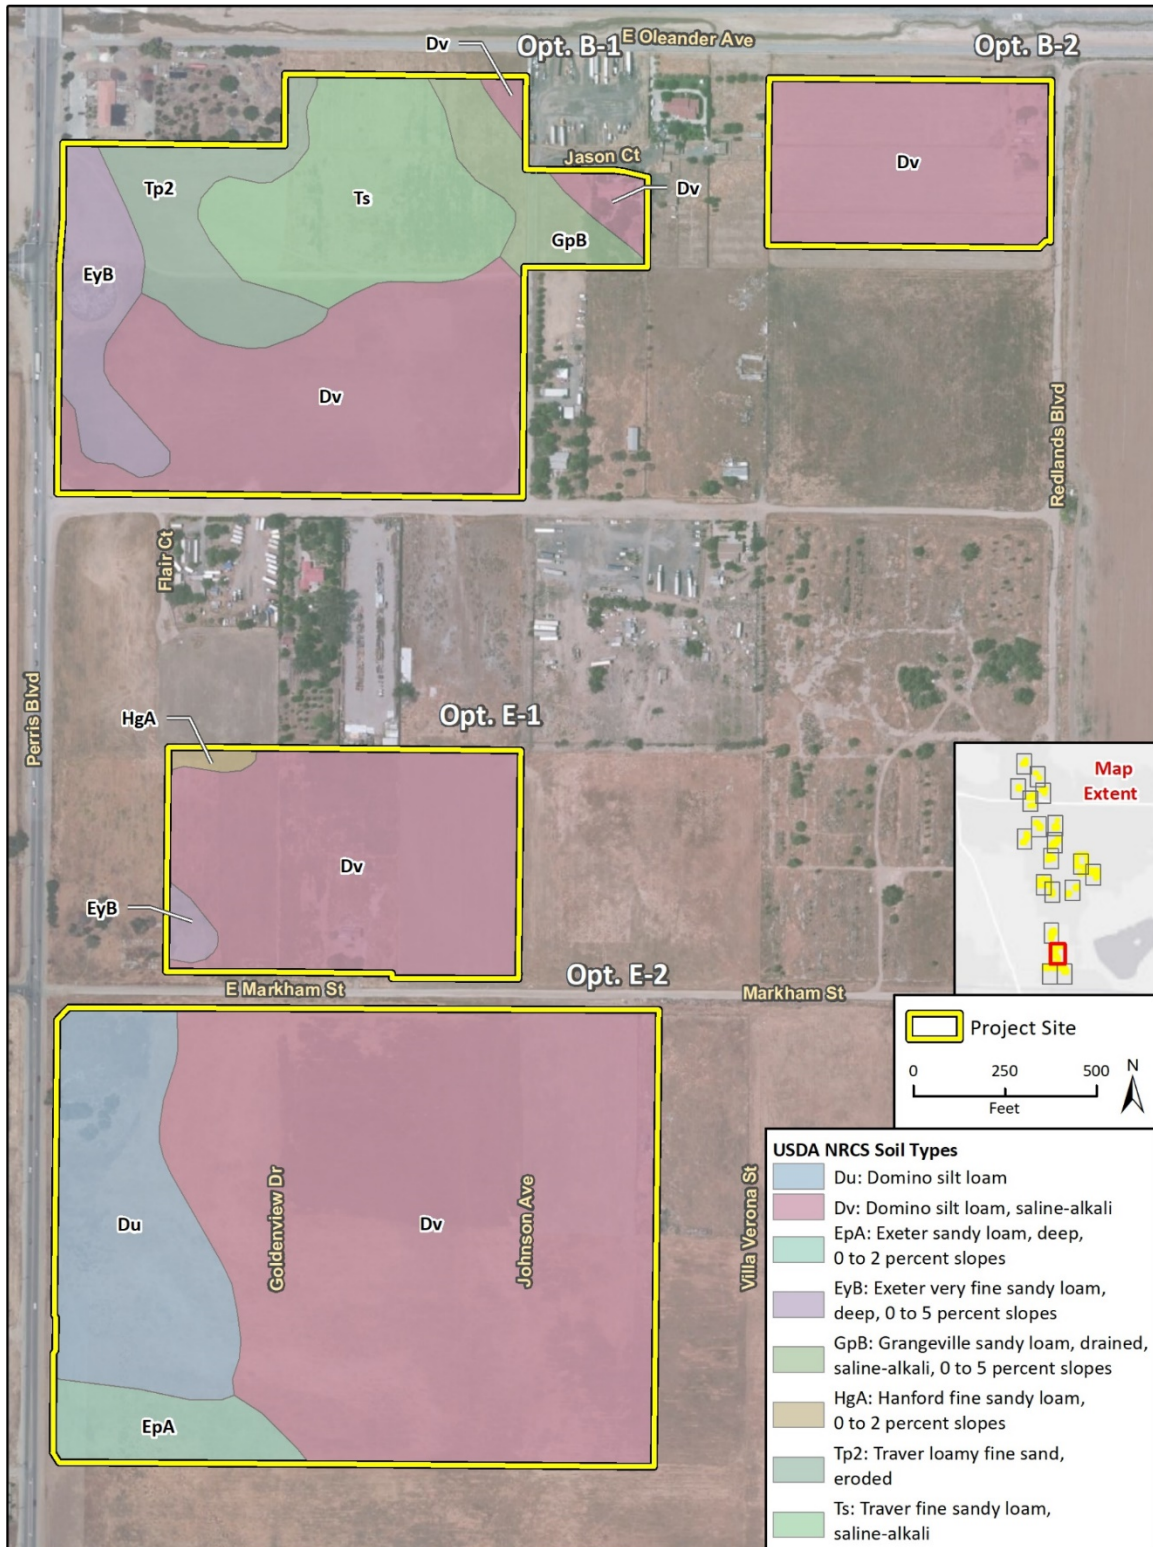 E Oleander Ave
Opt. B-1
Opt. B-2
Dv
Jason Ct
Dv
Dv
Tp2
Ts
GpB
EyB
Dv
Redlands Blvd
Flair Ct
Perris Blvd
HgA
Opt. E-1
Dv
EyB
Opt. E-2
E Markham St
Markham St
Map
Extent
Project Site
0 250 500
Feet
N
Du
Goldenview Dr
Dv
Johnson Ave
Villa Verona St
EpA
USDA NRCS Soil Types
Du: Domino silt loam
Dv: Domino silt loam, saline-alkali
EpA: Exeter sandy loam, deep,
0 to 2 percent slopes
EyB: Exeter very fine sandy loam,
deep, 0 to 5 percent slopes
GpB: Grangeville sandy loam, drained,
saline-alkali, 0 to 5 percent slopes
HgA: Hanford fine sandy loam,
0 to 2 percent slopes
Tp2: Traver loamy fine sand,
eroded
Ts: Traver fine sandy loam,
saline-alkali